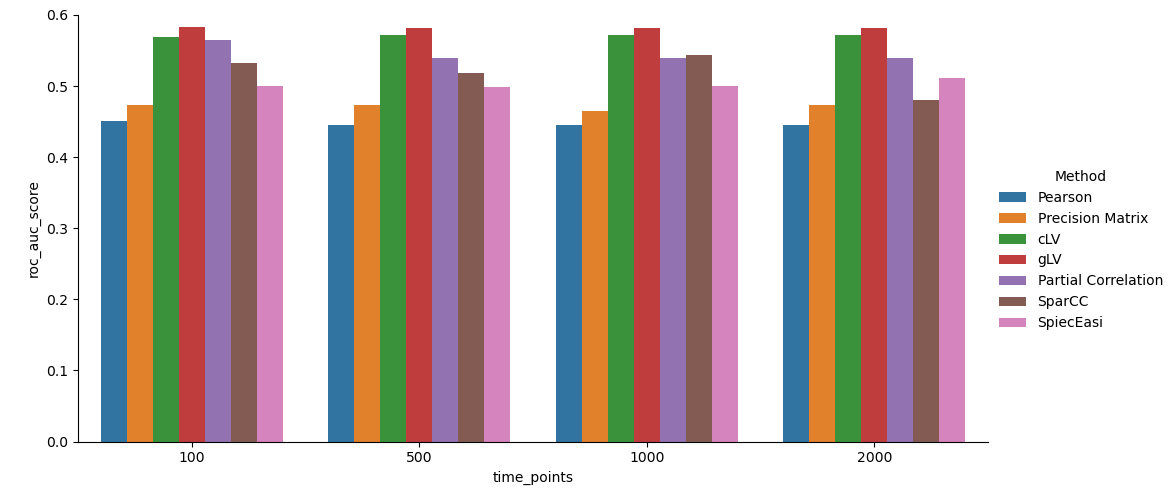 0.6
0.5
0.4
0.3
0.2
0.1
0.0
roc_auc_score
100
500
1000
2000
time_points
Method
Pearson
Precision Matrix
cLV
gLV
Partial Correlation
SparCC
SpiecEasi